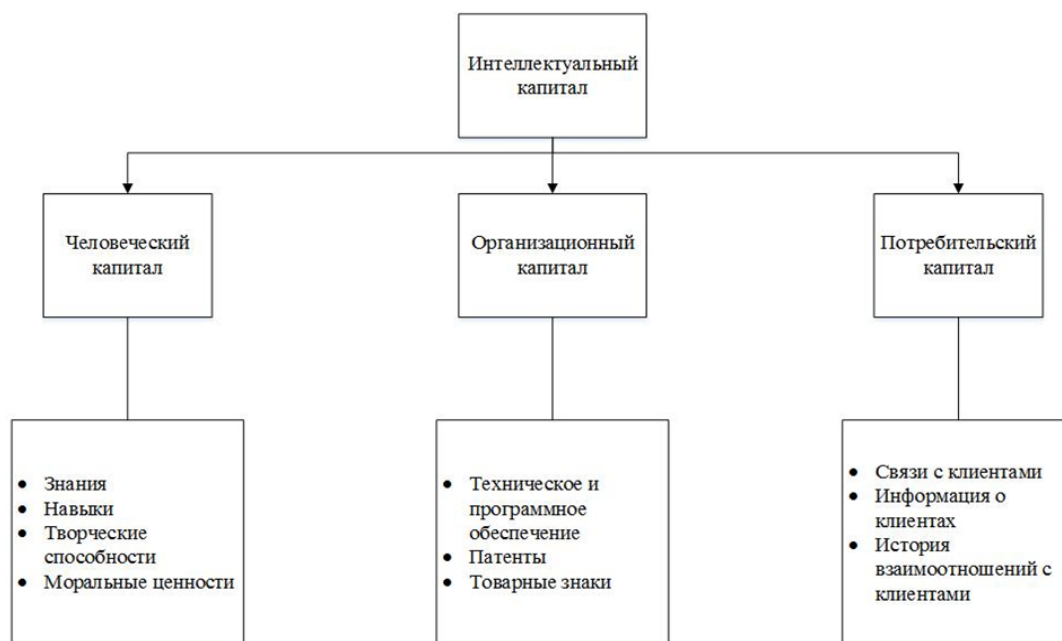 Интеллектуальный
капитал
Человеческий
капитал
Организационный
капитал
Потребительский
капитал
• Знания
• Навыки
• Творческие
способности
• Моральные ценности
• Техническое и
программное
обеспечение
• Патенты
• Товарные знаки
• Связи с клиентами
• Информация о
клиентах
• История
взаимоотношений с
клиентами